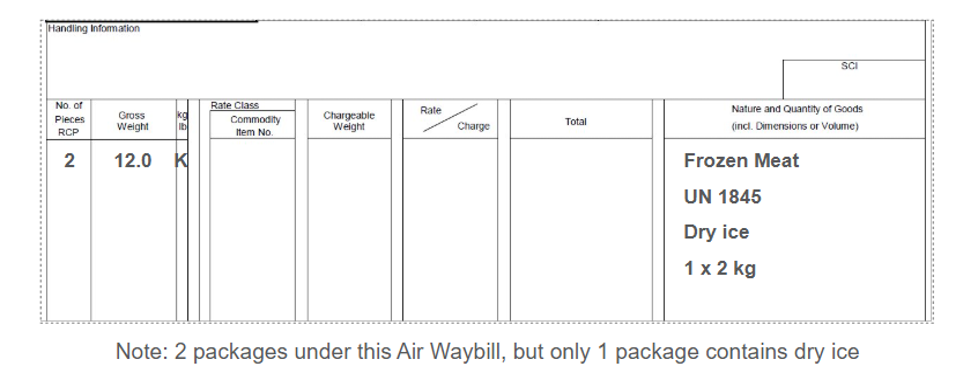 Handling Information
SCI
No. of
Pieces
RCP
Gross
Weight
kg
lb
Rate Class
Commodity
Item No.
Chargeable
Weight
Rate
Charge
Total
Nature and Quantity of Goods
(incl. Dimensions or Volume)
2 12.0 K Frozen Meat
UN 1845
Dry ice
1 x 2 kg
Note: 2 packages under this Air Waybill, but only 1 package contains dry ice